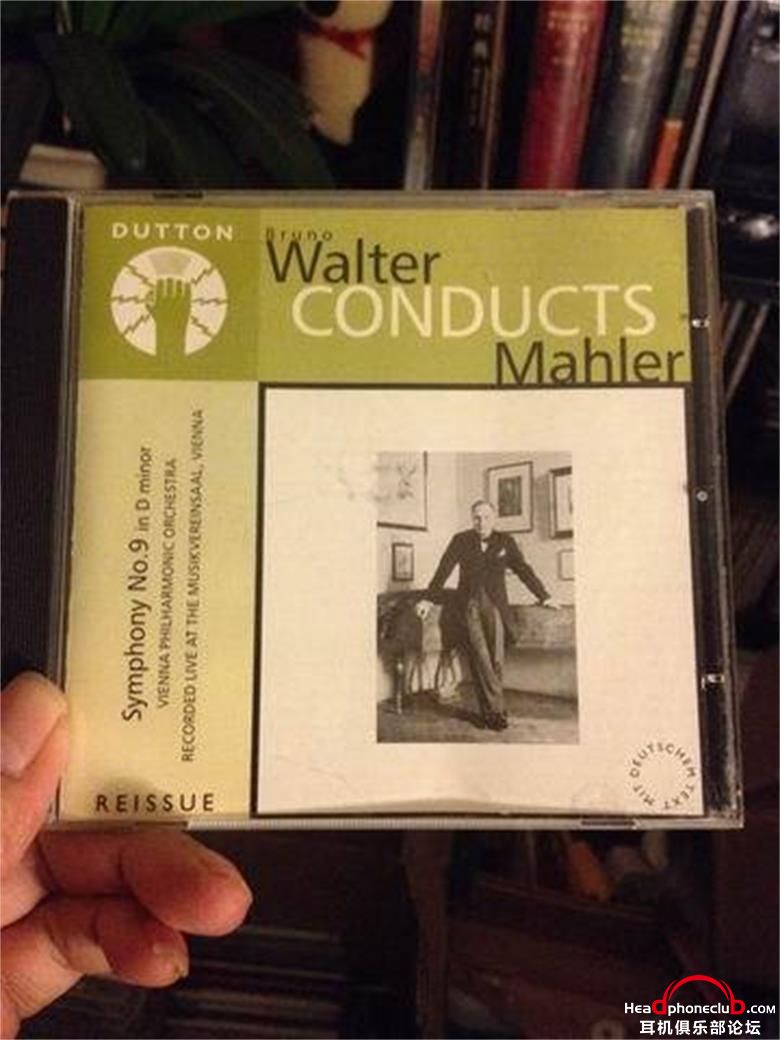 DUTTON
Bruno
Walter
CONDUCTS
Mahler
Symphony No.9 in D minor
VIENNA PHILHARMONIC ORCHESTRA
RECORDED LIVE AT THE MUSIKVEREINSAAL, VIENNA
REISSUE
MIT DEUTSCHEM TEXT
HeadphoneclubD.com
耳机俱乐部论坛